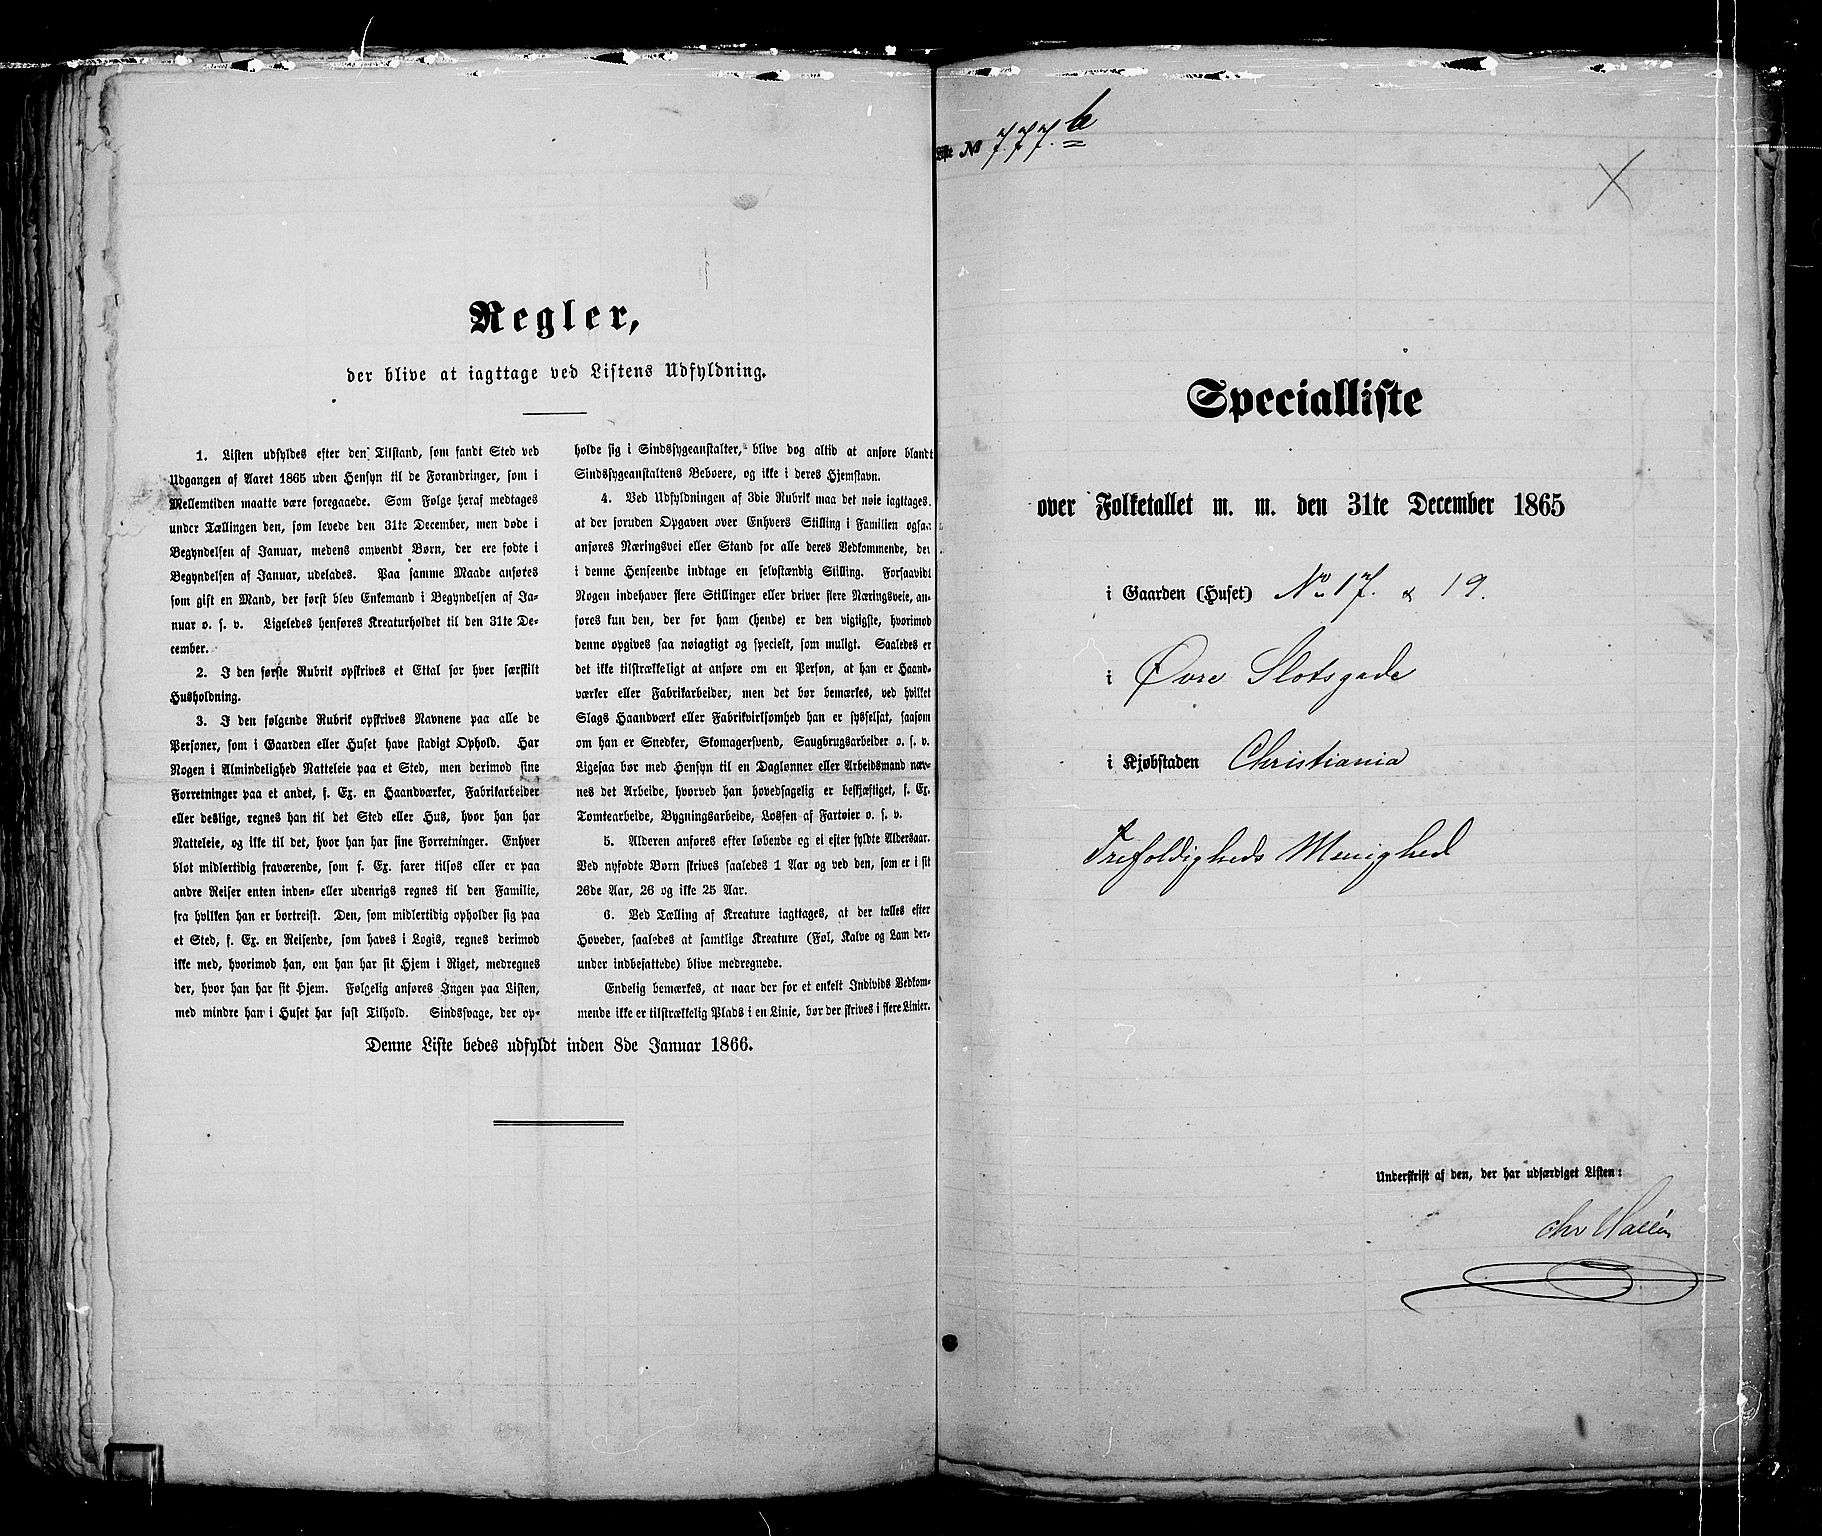 Regler,
der blive at iagttage ved Listens Udfyldning.
1. Listen udfyldes efter den Tilstand, som fandt Sted ved
Udgangen af Aaret 1865 uden Hensyn til de Forandringer, som i
Mellemtiden maatte være foregaaede. Som Følge heraf medtages
under Tællingen den, som levede den 31te December, men døde i
Begyndelsen af Januar, medens omvendt Børn, der ere fødte i
Begyndelsen af Januar, udelades. Paa samme Maade anføres
som gift en Mand, der først blev Enkemand i Begyndelsen af Ja-
nuar o. s. v. Ligeledes henføres Kreaturholdet til den 31te De-
cember.
2. I den første Rubrik opskrives et Ettal for hver særskilt
Husholdning.
3. I den følgende Rubrik opskrives Navnene paa alle de
Personer, som i Gaarden eller Huset have stadigt Ophold. Har
Nogen i Almindelighed Natteleie paa et Sted, men derimod sine
Forretninger paa et andet, f. Ex. en Haandværker, Fabrikarbeider
eller deslige, regnes han til det Sted eller Hus, hvor han har
Natteleie, og ikke til det, hvor han har sine Forretninger. Enhver
blot midlertidig fraværende, som f. Ex. farer tilsøs eller er paa
andre Reiser enten inden- eller udenrigs regnes til den Familie,
fra hvilken han er bortreist. Den, som midlertidig opholder sig paa
et Sted, f. Ex. en Reisende, som haves i Logis, regnes derimod
ikke med, hvorimod han, om han har sit Hjem i Riget, medregnes
der, hvor han har sit Hjem. Følgelig anføres Ingen paa Listen,
med mindre han i Huset har fast Tilhold. Sindssvage, der op-
holde sig i Sindssygeanstalter, blive dog altid at anføre blandt
Sindssygeanstaltens Beboere, og ikke i deres Hjemstavn.
4. Ved Udfyldningen af 3die Rubrik maa det nøie iagttages,
at der foruden Opgaven over Enhvers Stilling i Familien ogsaa
anføres Næringsvei eller Stand for alle deres Vedkommende, der
i denne Henseende indtage en selvstændig Stilling. Forsaavidt
Nogen indehaver flere Stillinger eller driver flere Næringsveie, an-
føres kun den, der for ham (hende) er den vigtigste, hvorimod
denne opgives saa nøiagtigt og specielt, som muligt. Saaledes er
det ikke tilstrækkeligt at anføre om en Person, at han er Haand-
værker eller Fabrikarbeider, men det bør bemærkes, ved hvilket
Slags Haandværk eller Fabrikvirksomhed han er sysselsat, saasom
om han er Snedker, Skomagersvend, Saugbrugsarbeider o. s. v.
Ligesaa bør med Hensyn til en Daglønner eller Arbeidsmand næv-
nes det Arbeide, hvorved han hovedsagelig er beskjæftiget, f. Ex.
Tomtearbeide, Bygningsarbeide, Lossen af Fartøier o. s. v.
5. Alderen anføres efter løbende og ei efter fyldte Aldersaar.
Ved nyfødte Børn skrives saaledes 1 Aar og ved den, som er i sit
26de Aar, 26 og ikke 25 Aar.
6. Ved Tælling af Kreature iagttages, at der tælles efter
Hoveder, saaledes at samtlige Kreature (Føl, Kalve og Lam der-
under indbefattede) blive medregnede.
Endelig bemærkes, at naar der for et enkelt Individs Vedkom-
mende ikke er tilstrækkelig Plads i en Linie, bør der skrives i flere Linier.
Denne Liste bedes udfyldt inden 8de Januar 1866.
Liste № 777.b
Specialliste
over Folketallet m. m. den 31te December 1865
i Gaarden (Huset) No 17. & 19.
i Øvre Slotsgade
i Kjøbstaden Christiania
Trefoldigheds Menighed
Underskrift af den, der har udfærdiget Listen:
Chr